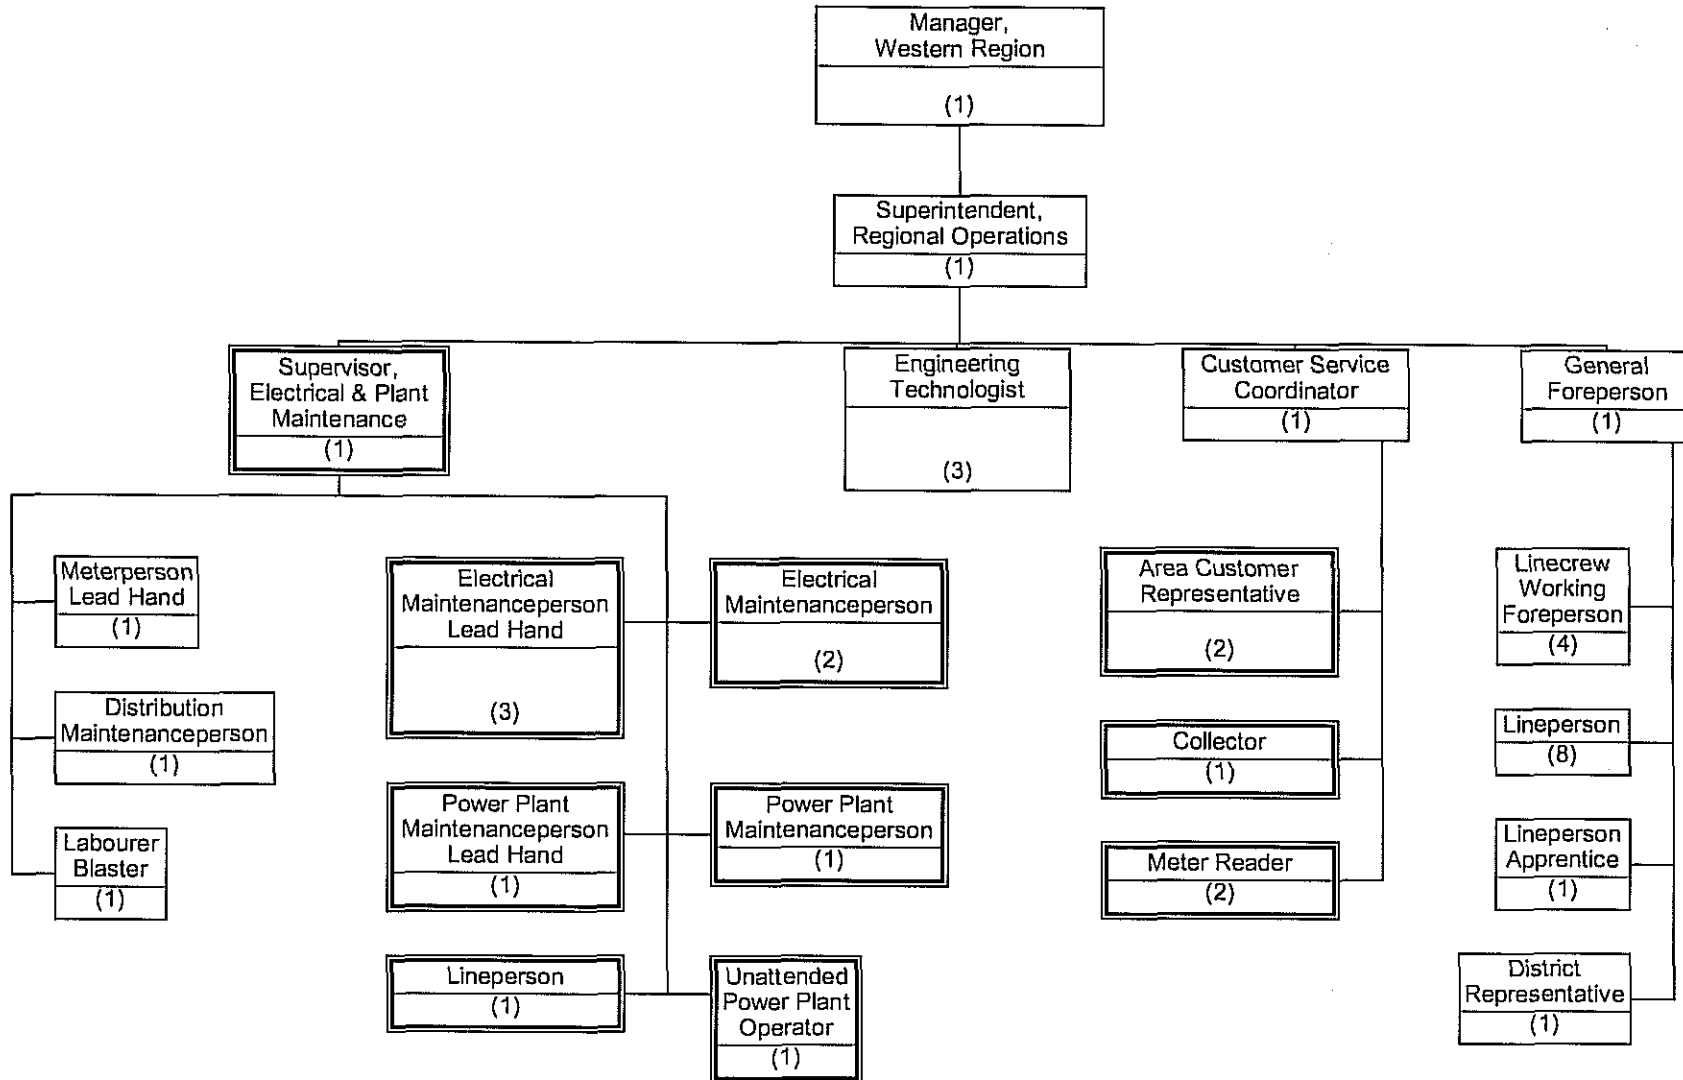 Manager,
Western Region
(1)
Superintendent,
Regional Operations
(1)
Supervisor,
Electrical & Plant
Maintenance
(1)
Engineering
Technologist
(3)
Customer Service
Coordinator
(1)
General
Foreperson
(1)
Meterperson
Lead Hand
(1)
Distribution
Maintenanceperson
(1)
Labourer
Blaster
(1)
Electrical
Maintenanceperson
Lead Hand
(3)
Electrical
Maintenanceperson
(2)
Power Plant
Maintenanceperson
Lead Hand
(1)
Power Plant
Maintenanceperson
(1)
Lineperson
(1)
Unattended
Power Plant
Operator
(1)
Area Customer
Representative
(2)
Collector
(1)
Meter Reader
(2)
Linecrew
Working
Foreperson
(4)
Lineperson
(8)
Lineperson
Apprentice
(1)
District
Representative
(1)